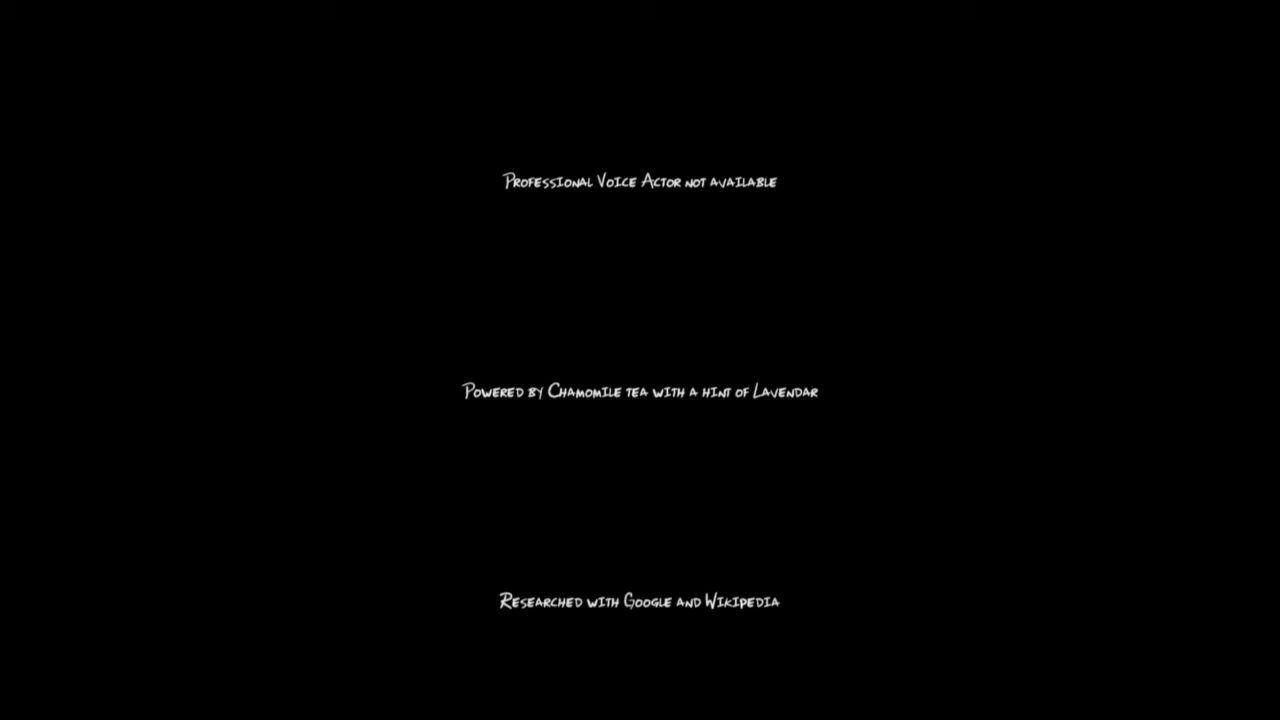 Professional Voice Actor not available
Powered by Chamomile tea with a hint of Lavendar
Researched with Google and Wikipedia